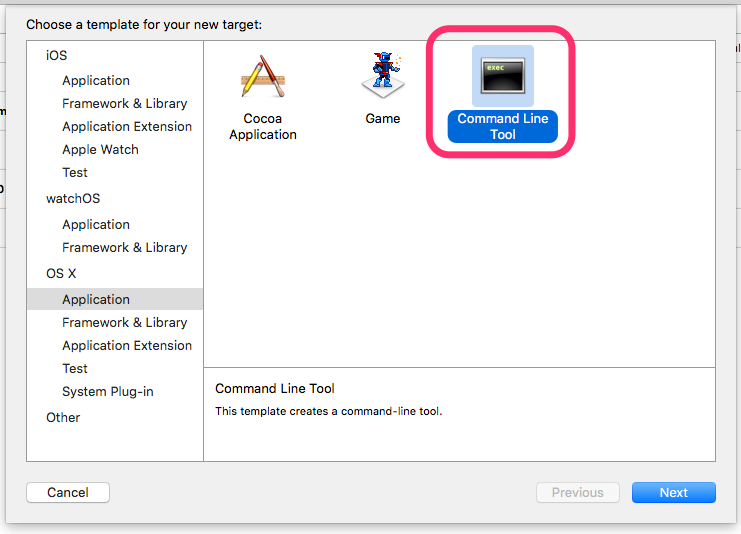 Choose a template for your new target:
iOS
Application
Framework & Library
Application Extension
Apple Watch
Test
watchOS
Application
Framework & Library
OS X
Application
Framework & Library
Application Extension
Test
System Plug-in
Other
Cocoa
Application
Game
exec
Command Line
Tool
Command Line Tool
This template creates a command-line tool.
Cancel
Previous
Next